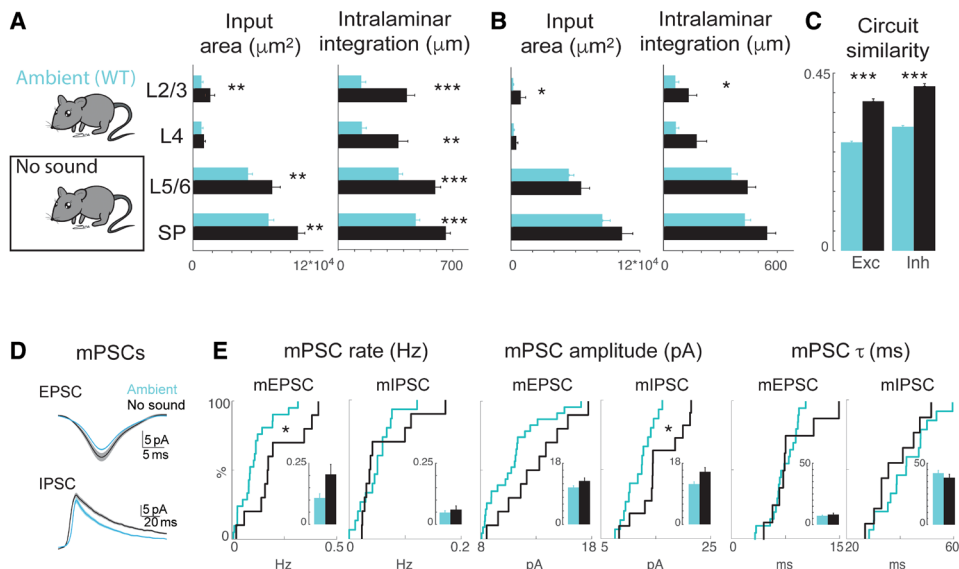 A
Input
area (µm²)
Intralaminar
integration (µm)
Ambient (WT)
No sound
L2/3
L4
L5/6
SP
**
**
**
***
**
***
***
0
12*10⁴
0
700
B
Input
area (µm²)
Intralaminar
integration (µm)
*
*
0
12*10⁴
0
600
C
Circuit
similarity
0.45
*** ***
0
Exc Inh
D
mPSCs
EPSC
Ambient
No sound
5 pA
5 ms
IPSC
5 pA
20 ms
E
mPSC rate (Hz)
mEPSC mIPSC
100
%
0
*
0.25
0
0.25
0
0 0.5
0.2
Hz Hz
mPSC amplitude (pA)
mEPSC mIPSC
*
18
0
18
0
8 18
5 25
pA pA
mPSC τ (ms)
mEPSC mIPSC
50
0
50
0
0 15
20 60
ms ms